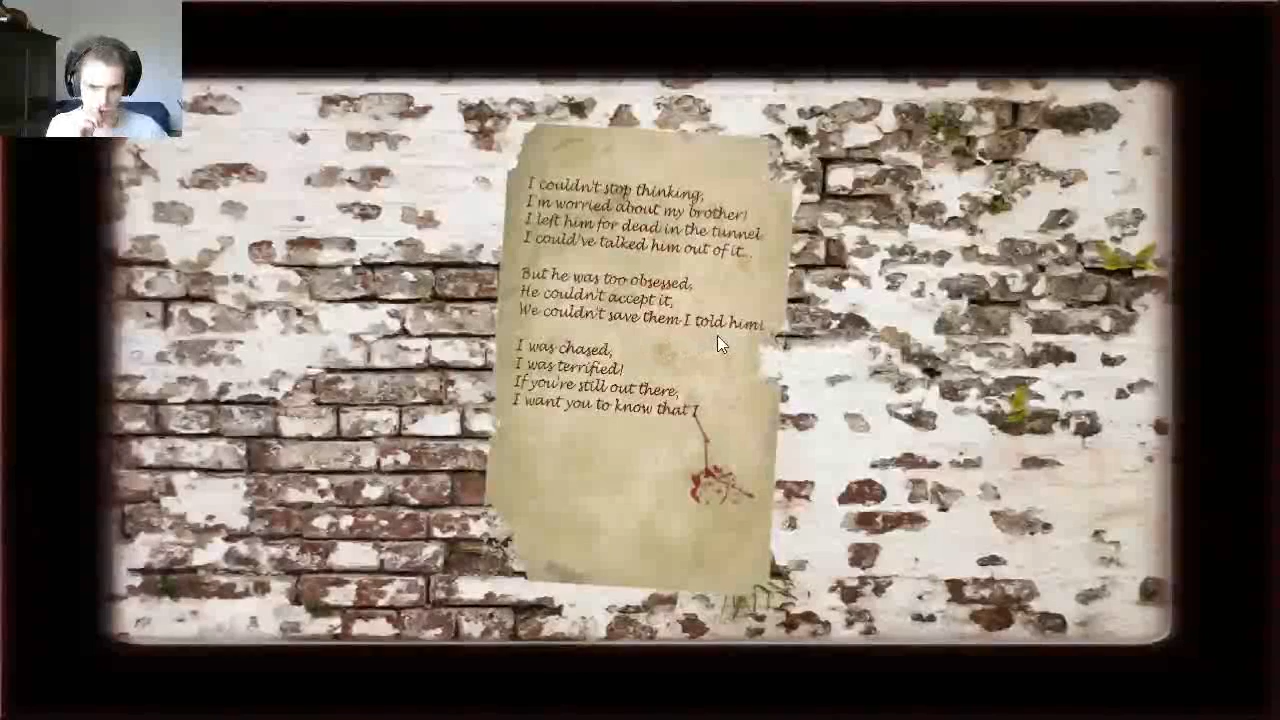 I couldn't stop thinking,
I'm worried about my brother!
I left him for dead in the tunnel
I could've talked him out of it...
But he was too obsessed,
He couldn't accept it,
We couldn't save them I told him!
I was chased,
I was terrified!
If you're still out there,
I want you to know that I